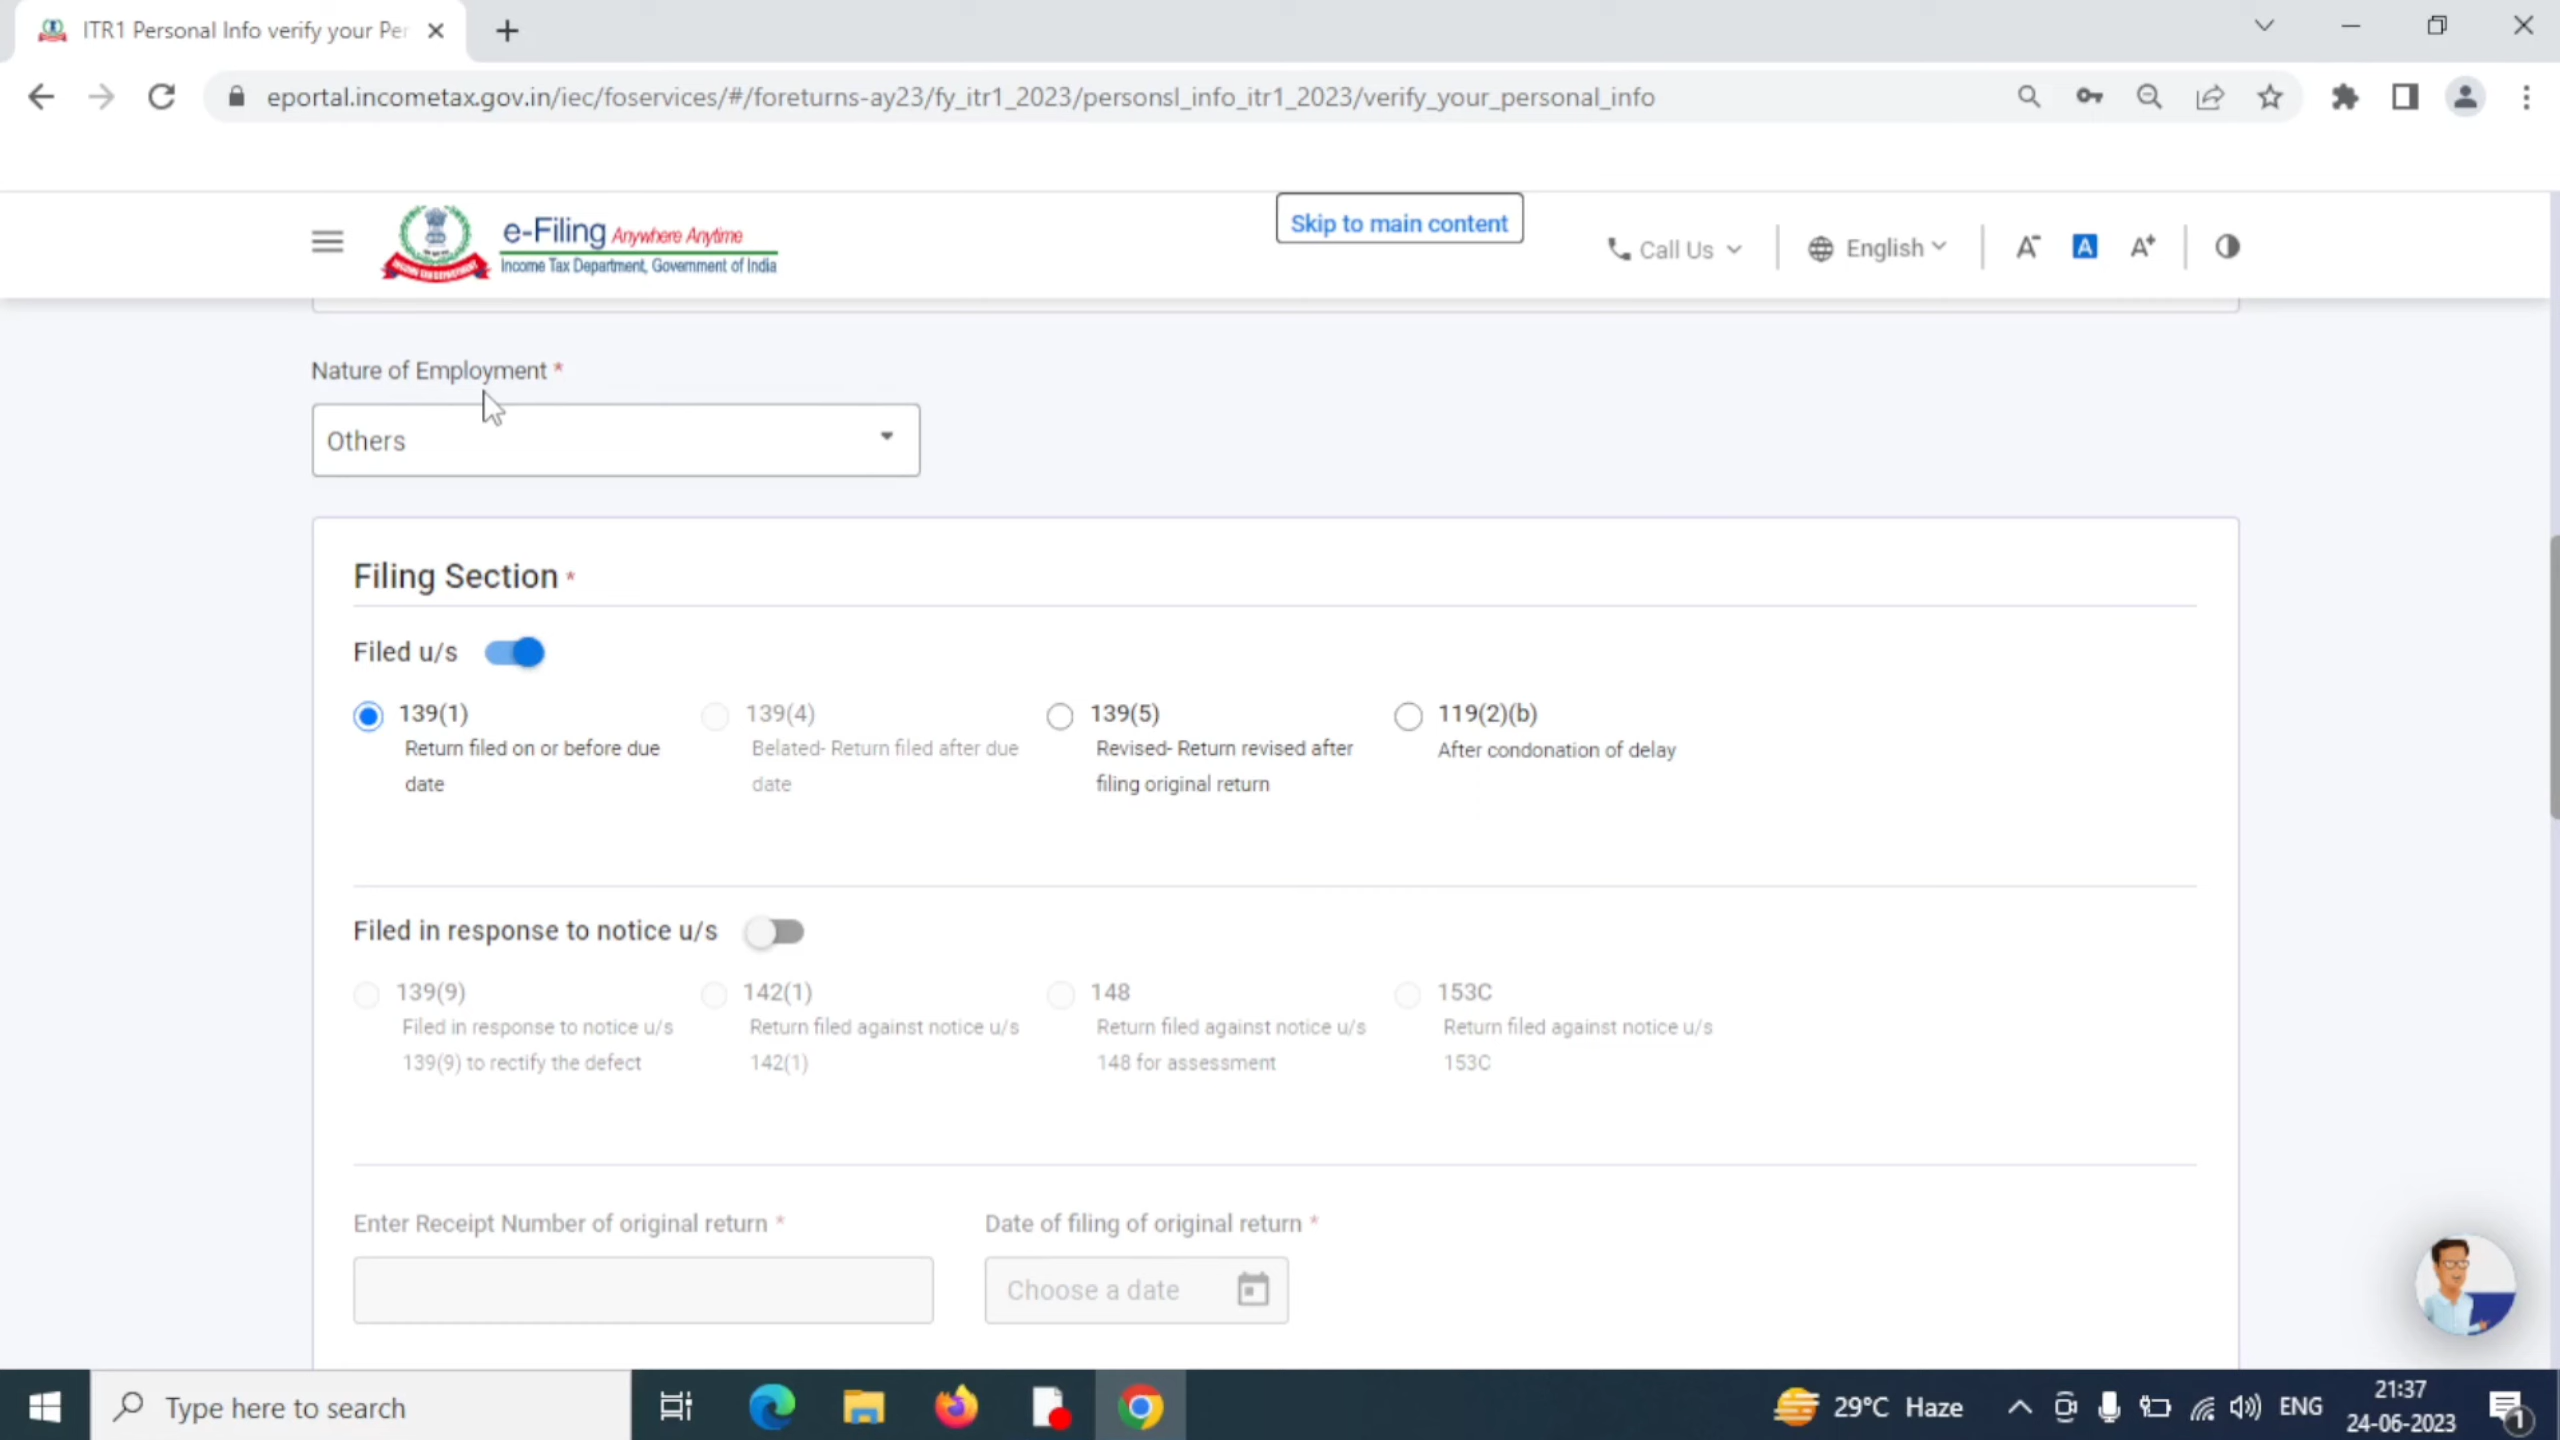 ITR1 Personal Info verify your Per
eportal.incometax.gov.in/iec/foservices/#/foreturns-ay23/fy_itr1_2023/personsl_info_itr1_2023/verify_your_personal_info
e-Filing Anywhere Anytime
Income Tax Department, Government of India
Skip to main content
Call Us
English
A-
A
A+
Nature of Employment *
Others
Filing Section *
Filed u/s
139(1)
Return filed on or before due
date
139(4)
Belated- Return filed after due
date
139(5)
Revised- Return revised after
filing original return
119(2)(b)
After condonation of delay
Filed in response to notice u/s
139(9)
Filed in response to notice u/s
139(9) to rectify the defect
142(1)
Return filed against notice u/s
142(1)
148
Return filed against notice u/s
148 for assessment
153C
Return filed against notice u/s
153C
Enter Receipt Number of original return *
Date of filing of original return *
Choose a date
Type here to search
29°C Haze
ENG
21:37
24-06-2023
1